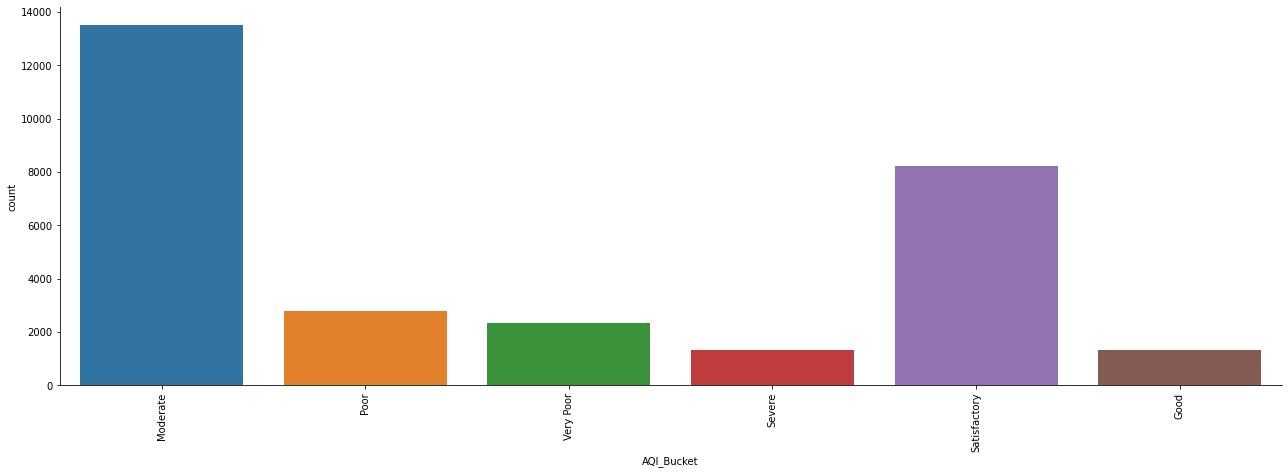 14000
12000
10000
8000
6000
4000
2000
0
count
Moderate
Poor
Very Poor
Severe
Satisfactory
Good
AQI_Bucket